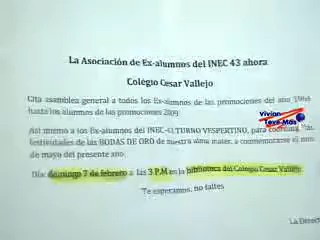 La Asociación de Ex-alumnos del INEC 43 ahora
Colegio Cesar Vallejo
Cita asamblea general a todos los Ex-alumnos de las promociones del año 1966
hasta los alumnos de las promociones 2009
Vivian
Tevé-Más
Así mismo a los Ex-alumnos del INEC-43 TURNO VESPERTINO, para coordinar las
festividades de las BODAS DE ORO de nuestra alma mater, a conmemorarse el mes
de mayo del presente año.
Día: domingo 7 de febrero a las 3 P.M en la biblioteca del Colegio Cesar Vallejo
Te esperamos, no faltes
La Direct